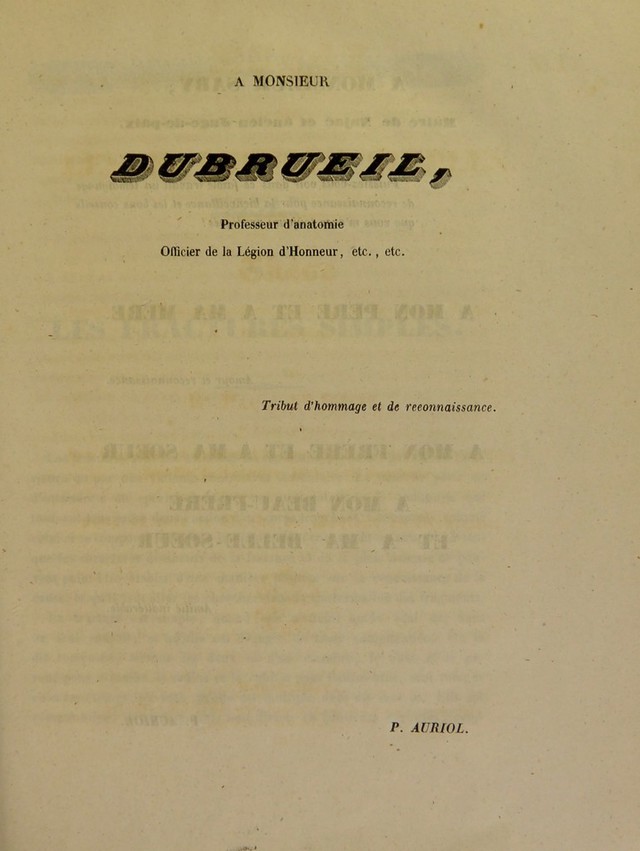 A MONSIEUR
DUBRUEIL,
Professeur d'anatomie
Officier de la Légion d'Honneur, etc., etc.
Tribut d'hommage et de reconnaissance.
P. AURIOL.